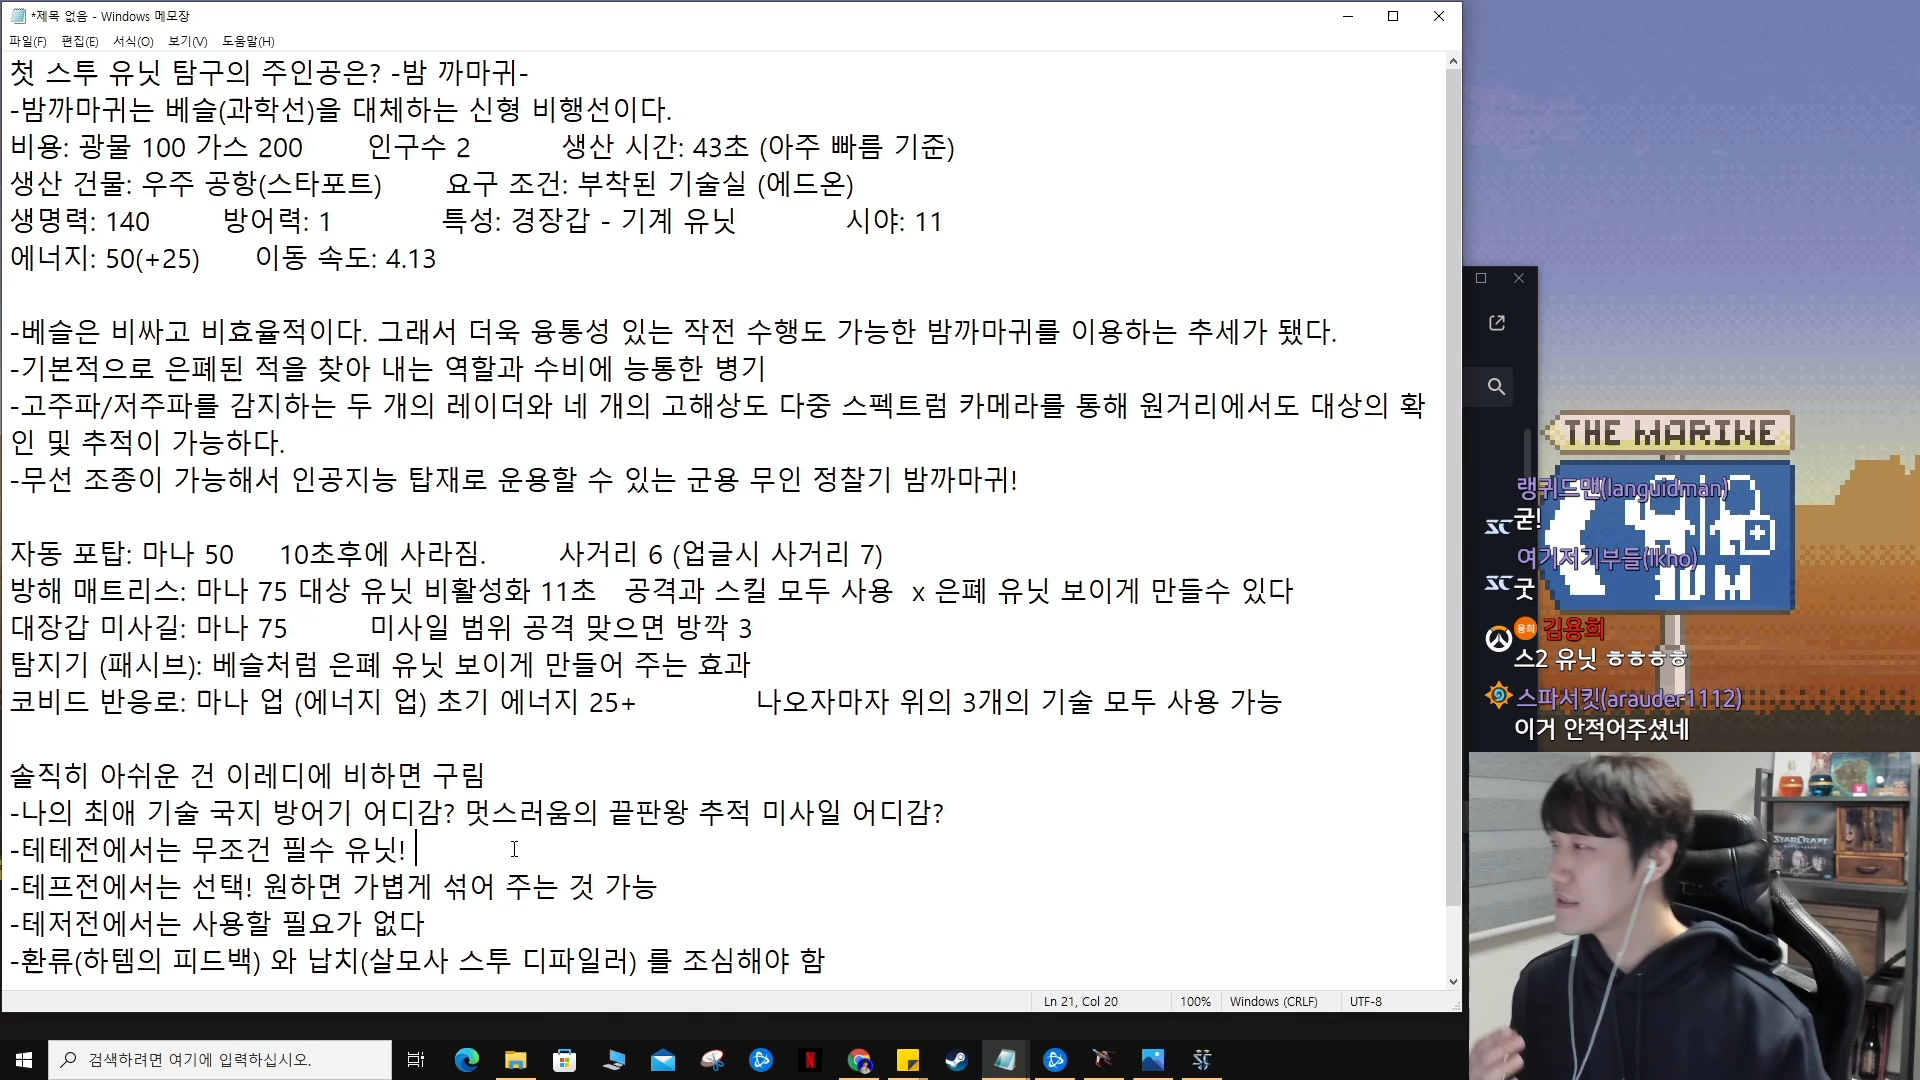 *제목 없음 - Windows 메모장
파일(F) 편집(E) 서식(O) 보기(V) 도움말(H)
첫 스투 유닛 탐구의 주인공은? -밤 까마귀-
-밤까마귀는 베슬(과학선)을 대체하는 신형 비행선이다.
비용: 광물 100 가스 200 인구수 2 생산 시간: 43초 (아주 빠름 기준)
생산 건물: 우주 공항(스타포트) 요구 조건: 부착된 기술실 (에드온)
생명력: 140 방어력: 1 특성: 경장갑 - 기계 유닛 시야: 11
에너지: 50(+25) 이동 속도: 4.13
-베슬은 비싸고 비효율적이다. 그래서 더욱 융통성 있는 작전 수행도 가능한 밤까마귀를 이용하는 추세가 됐다.
-기본적으로 은폐된 적을 찾아 내는 역할과 수비에 능통한 병기
-고주파/저주파를 감지하는 두 개의 레이더와 네 개의 고해상도 다중 스펙트럼 카메라를 통해 원거리에서도 대상의 확
인 및 추적이 가능하다.
-무선 조종이 가능해서 인공지능 탑재로 운용할 수 있는 군용 무인 정찰기 밤까마귀!
자동 포탑: 마나 50 10초후에 사라짐. 사거리 6 (업글시 사거리 7)
방해 매트리스: 마나 75 대상 유닛 비활성화 11초 공격과 스킬 모두 사용 x 은폐 유닛 보이게 만들수 있다
대장갑 미사길: 마나 75 미사일 범위 공격 맞으면 방깍 3
탐지기 (패시브): 베슬처럼 은폐 유닛 보이게 만들어 주는 효과
코비드 반응로: 마나 업 (에너지 업) 초기 에너지 25+ 나오자마자 위의 3개의 기술 모두 사용 가능
솔직히 아쉬운 건 이레디에 비하면 구림
-나의 최애 기술 국지 방어기 어디감? 멋스러움의 끝판왕 추적 미사일 어디감?
-테테전에서는 무조건 필수 유닛!
-테프전에서는 선택! 원하면 가볍게 섞어 주는 것 가능
-테저전에서는 사용할 필요가 없다
-환류(하템의 피드백) 와 납치(살모사 스투 디파일러) 를 조심해야 함
Ln 21, Col 20 100% Windows (CRLF) UTF-8
THE MARINE
랭귀드맨(languidman)
굳!
여기저기부들(lkho)
굿
10 M
용희 김용희
스2 유닛 ㅎㅎㅎㅎ
스파서킷(arauder1112)
이거 안적어주셨네
STARCRAFT
검색하려면 여기에 입력하십시오.